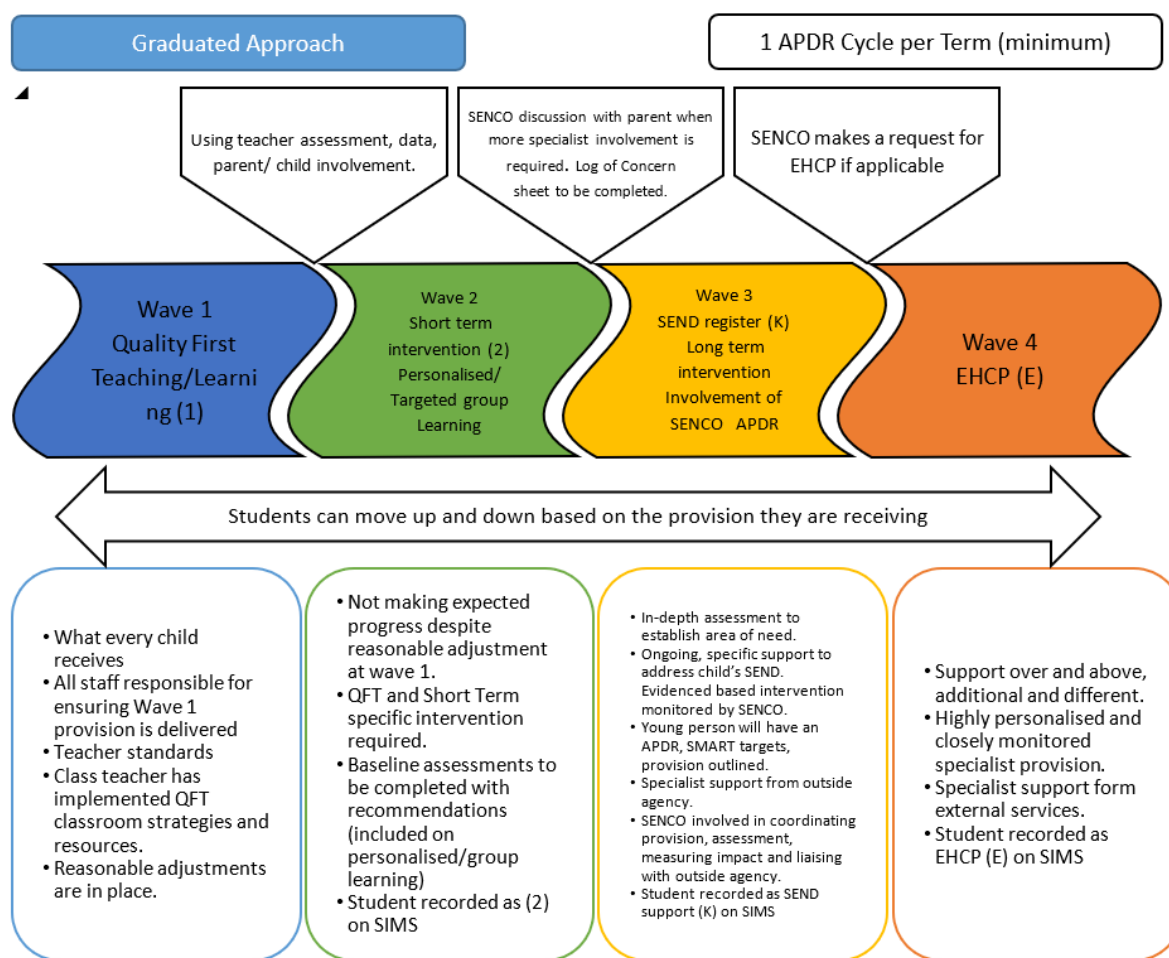 Graduated Approach
1 APDR Cycle per Term (minimum)
Using teacher assessment, data,
parent/ child involvement.
SENCO discussion with parent when
more specialist involvement is
required. Log of Concern
sheet to be completed.
SENCO makes a request for
EHCP if applicable
Wave 1
Quality First
Teaching/Learni
ng (1)
Wave 2
Short term
intervention (2)
Personalised/
Targeted group
Learning
Wave 3
SEND register (K)
Long term
intervention
Involvement of
SENCO APDR
Wave 4
EHCP (E)
Students can move up and down based on the provision they are receiving
• What every child
receives
• All staff responsible for
ensuring Wave 1
provision is delivered
• Teacher standards
• Class teacher has
implemented QFT
classroom strategies and
resources.
• Reasonable adjustments
are in place.
• Not making expected
progress despite
reasonable adjustment
at wave 1.
• QFT and Short Term
specific intervention
required.
• Baseline assessments to
be completed with
recommendations
(included on
personalised/group
learning)
• Student recorded as (2)
on SIMS
• In-depth assessment to
establish area of need.
• Ongoing, specific support to
address child's SEND.
Evidenced based intervention
monitored by SENCO.
• Young person will have an
APDR, SMART targets,
provision outlined.
• Specialist support from outside
agency.
• SENCO involved in coordinating
provision, assessment,
measuring impact and liaising
with outside agency.
• Student recorded as SEND
support (K) on SIMS
• Support over and above,
additional and different.
• Highly personalised and
closely monitored
specialist provision.
• Specialist support form
external services.
• Student recorded as
EHCP (E) on SIMS